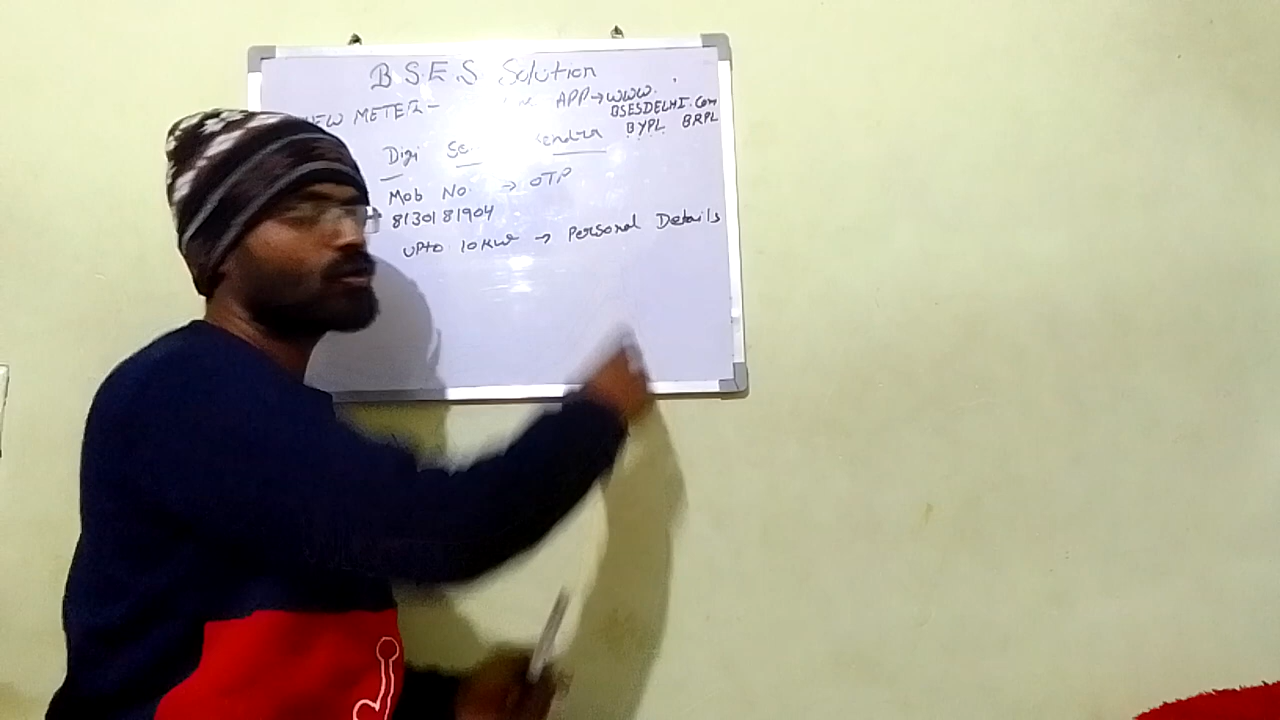 B.S.E.S Solution
NEW METER - APP → www.
BSESDELHI.Com
BYPL BRPL
Digi Kendra
Mob No. → OTP
8130181904
upto 10kw → Personal Details